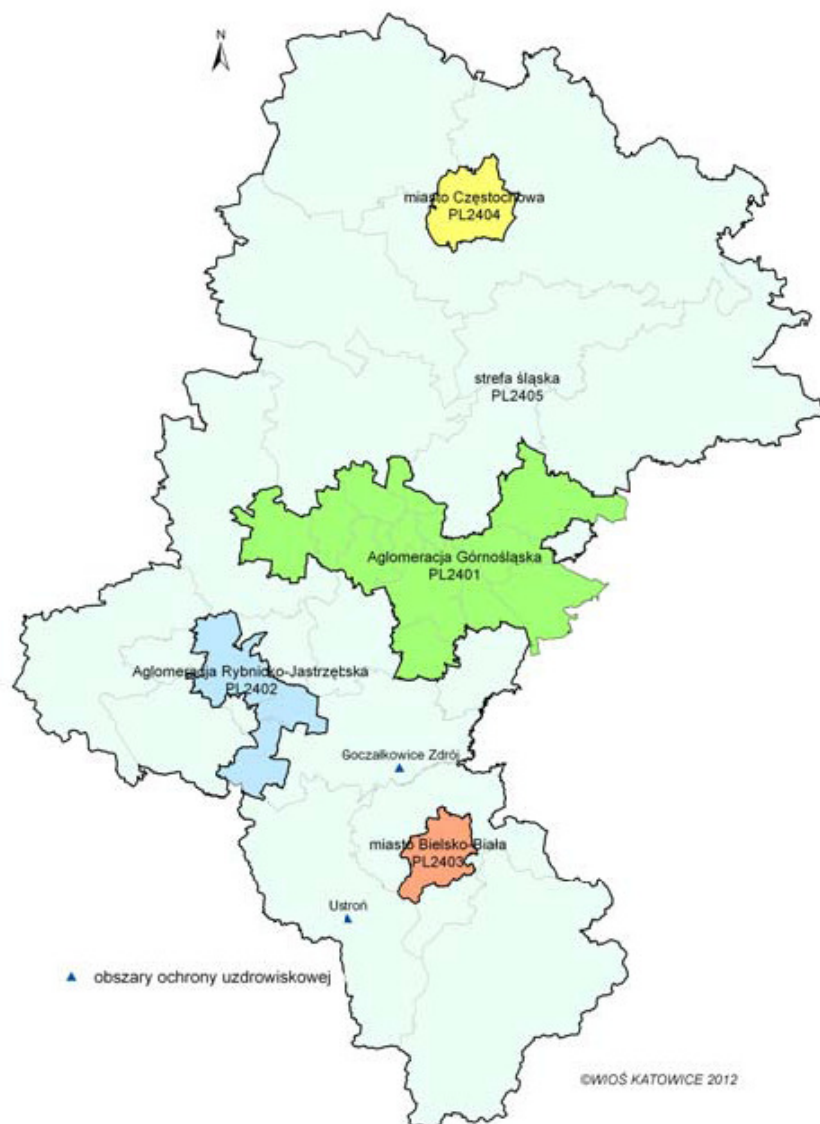 N
miasto Częstochowa
PL2404
strefa śląska
PL2405
Aglomeracja Górnośląska
PL2401
Aglomeracja Rybnicko-Jastrzębska
PL2402
Goczałkowice Zdrój
miasto Bielsko-Biała
PL2403
Ustroń
obszary ochrony uzdrowiskowej
©WIOŚ KATOWICE 2012